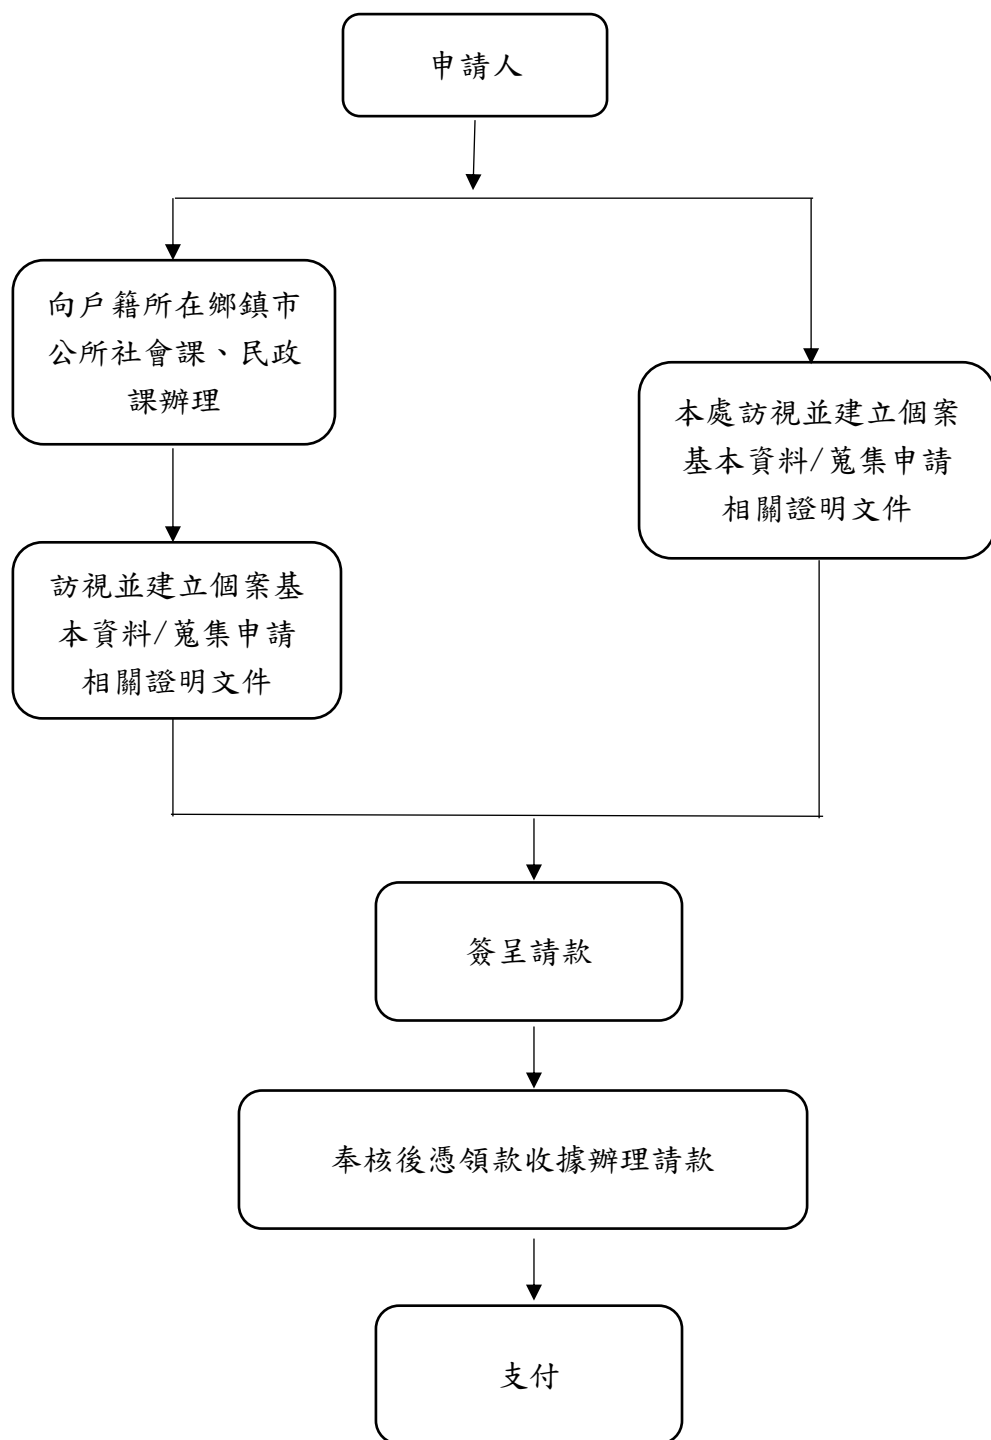 申請人
向戶籍所在鄉鎮市
公所社會課、民政
課辦理
本處訪視並建立個案
基本資料/蒐集申請
相關證明文件
訪視並建立個案基
本資料/蒐集申請
相關證明文件
簽呈請款
奉核後憑領款收據辦理請款
支付